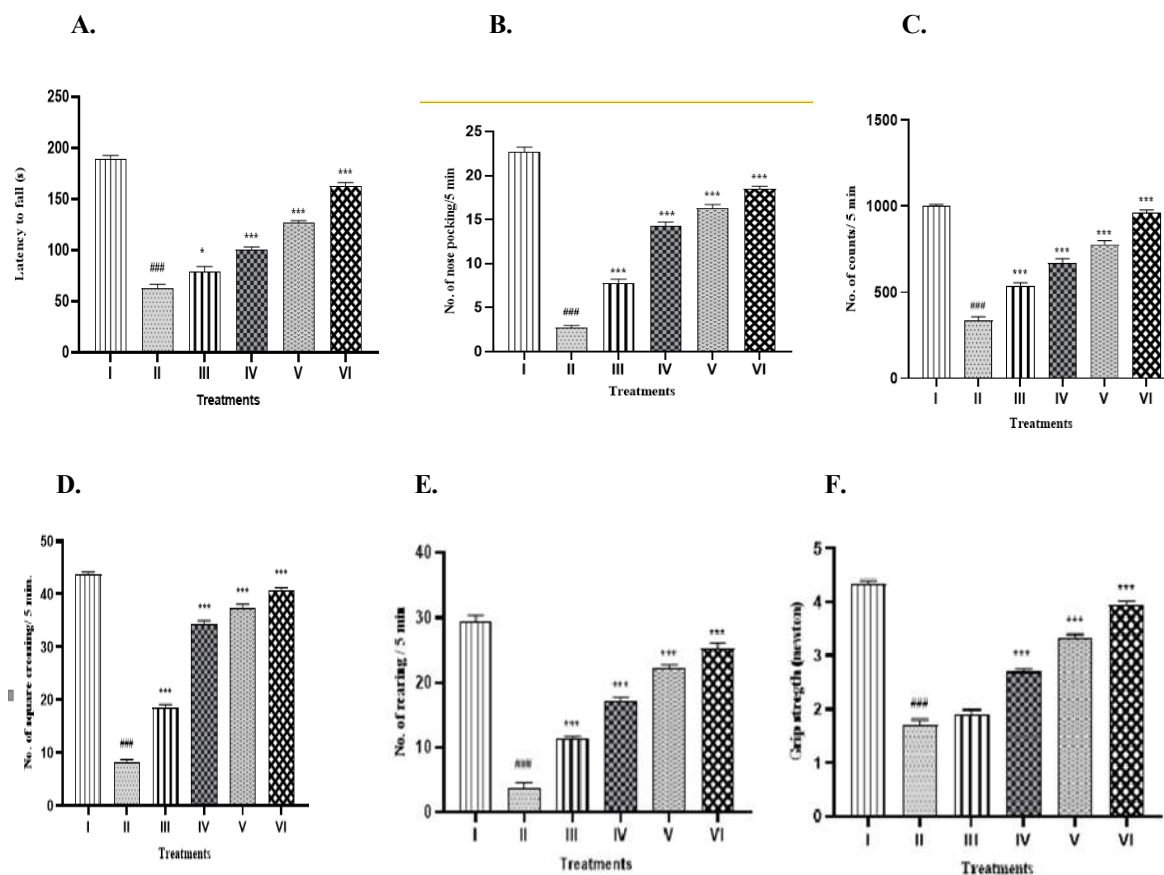 A.
B.
C.
Latency to fall (s)
250
200
150
100
50
0
###
*
***
***
***
I II III IV V VI
Treatments
No. of nose pocking/5 min
25
20
15
10
5
0
###
***
***
***
***
I II III IV V VI
Treatments
No. of counts/ 5 min
1500
1000
500
0
###
***
***
***
***
I II III IV V VI
Treatments
D.
E.
F.
No. of square crossing/ 5 min.
50
40
30
20
10
0
###
***
***
***
***
I II III IV V VI
Treatments
No. of rearing / 5 min
40
30
20
10
0
###
***
***
***
***
I II III IV V VI
Treatments
Grip stregth (newton)
5
4
3
2
1
0
###
***
***
***
I II III IV V VI
Treatments